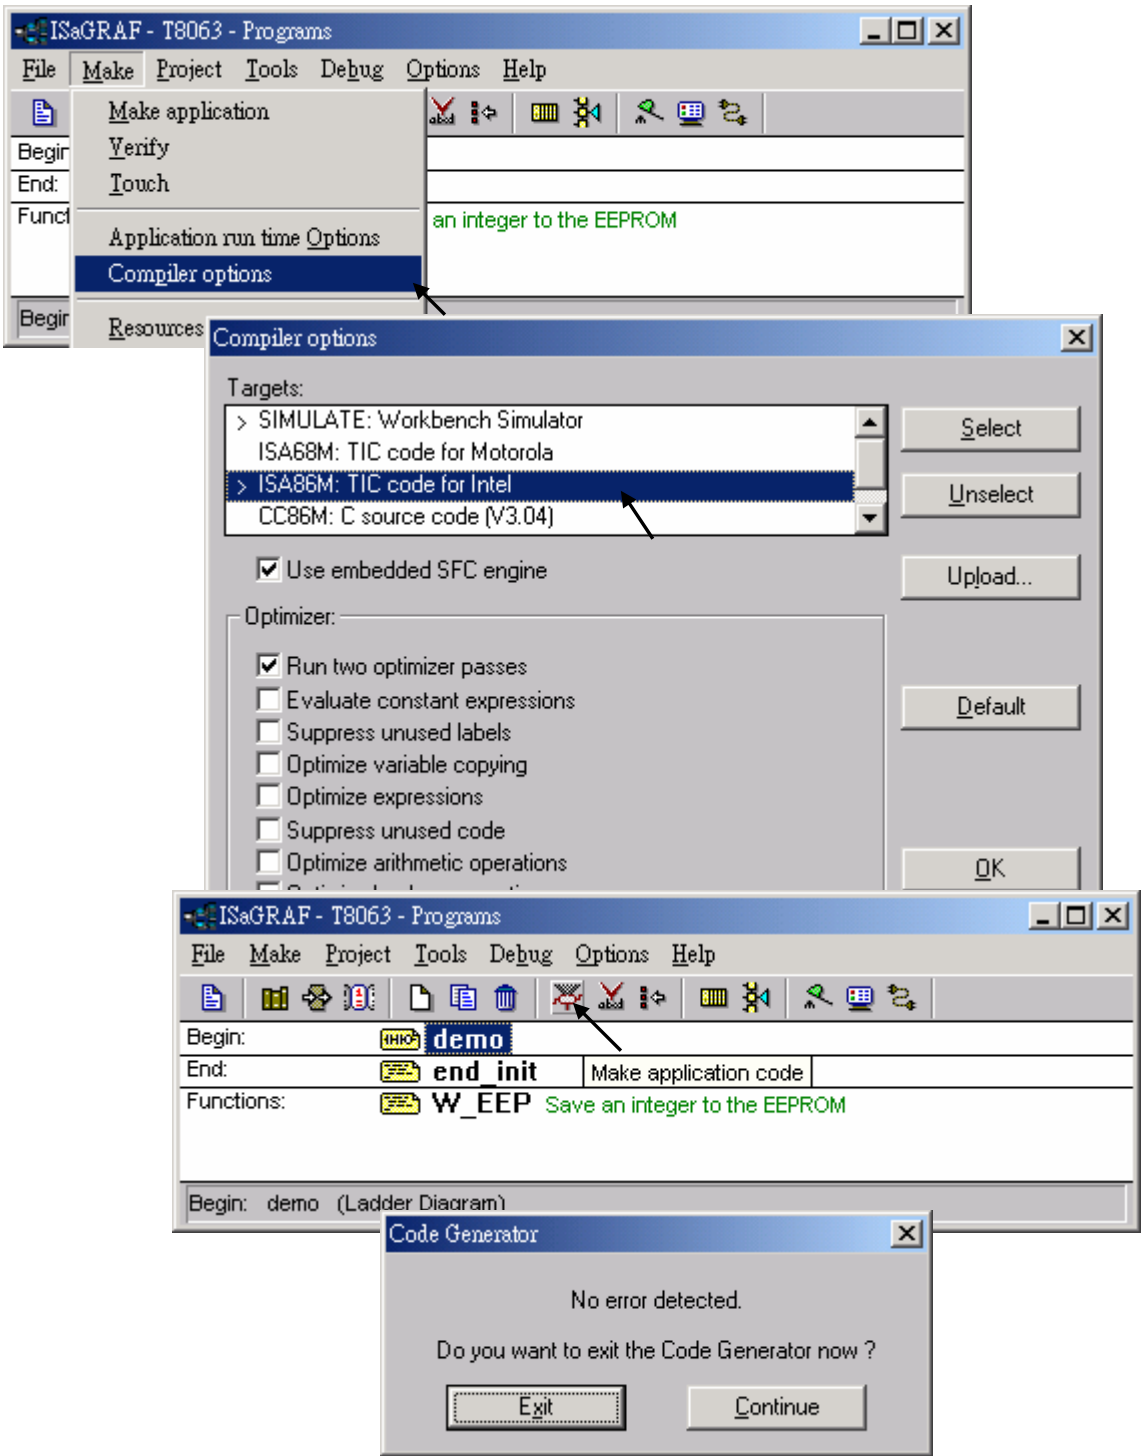 ISaGRAF - T8063 - Programs
File Make Project Tools Debug Options Help
Make application
Verify
Touch
Application run time Options
Compiler options
Resources
Begin
End:
Funct
an integer to the EEPROM
Begin
Compiler options
Targets:
> SIMULATE: Workbench Simulator
ISA68M: TIC code for Motorola
> ISA86M: TIC code for Intel
CC86M: C source code (V3.04)
Select
Unselect
Use embedded SFC engine
Upload...
Optimizer:
Run two optimizer passes
Evaluate constant expressions
Default
Suppress unused labels
Optimize variable copying
Optimize expressions
Suppress unused code
Optimize arithmetic operations
OK
ISaGRAF - T8063 - Programs
File Make Project Tools Debug Options Help
Begin: demo
End: end_init
Make application code
Functions: W_EEP Save an integer to the EEPROM
Begin: demo (Ladder Diagram)
Code Generator
No error detected.
Do you want to exit the Code Generator now ?
Exit Continue